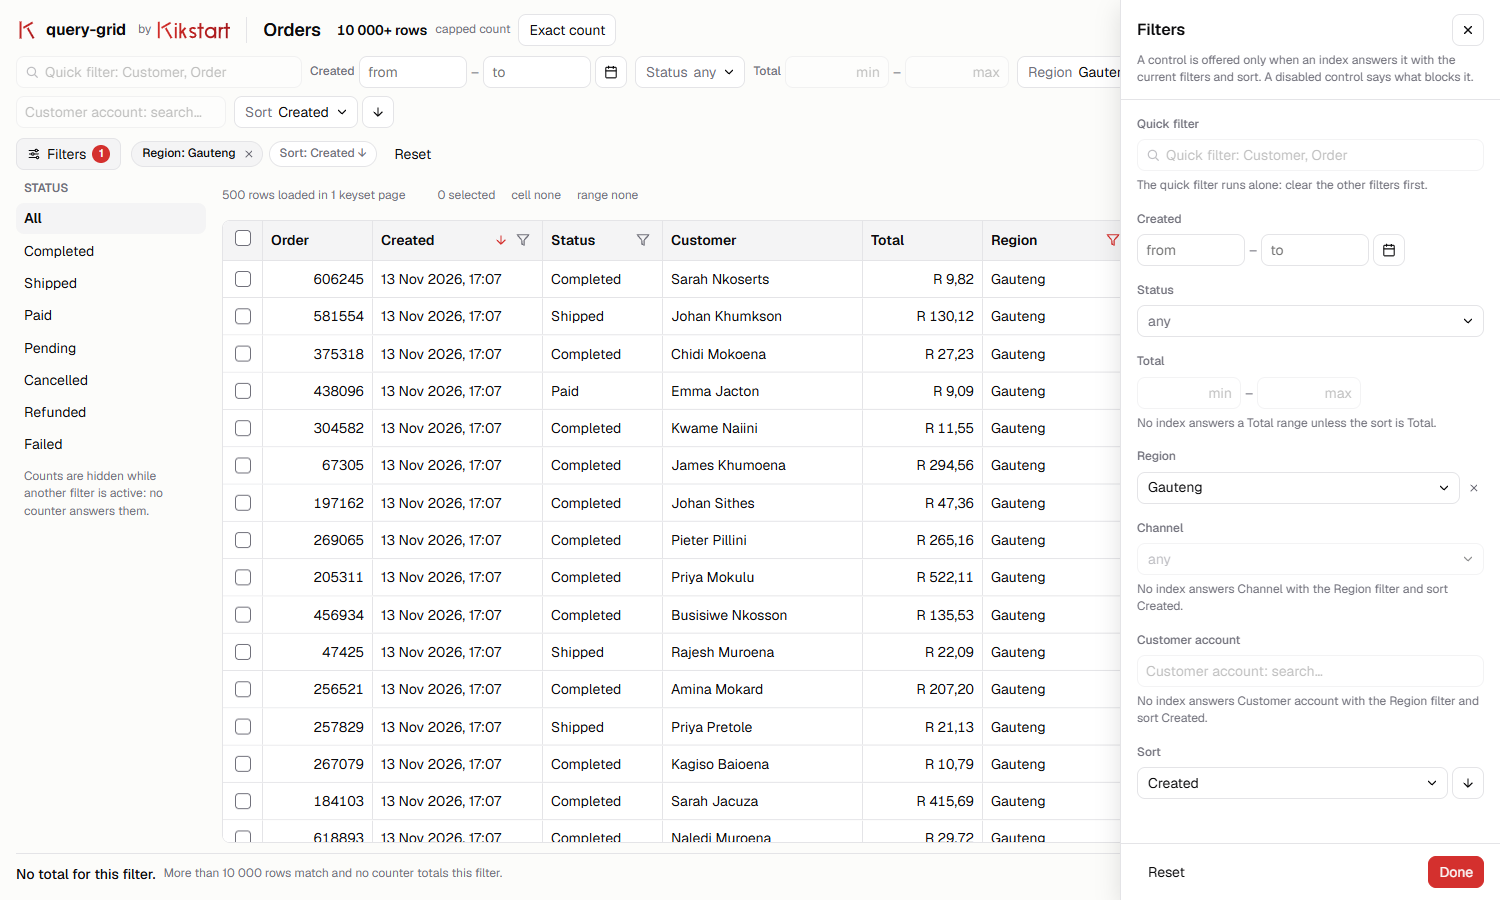 query-grid by Kikstart Orders 10 000+ rows capped count Exact count
Quick filter: Customer, Order Created from – to Status any Total min – max Region
Customer account: search... Sort Created
Filters 1 Region: Gauteng × Sort: Created ↓ Reset
STATUS
All
Completed
Shipped
Paid
Pending
Cancelled
Refunded
Failed
Counts are hidden while
another filter is active: no
counter answers them.
500 rows loaded in 1 keyset page 0 selected cell none range none
Order Created Status Customer Total Region
606245 13 Nov 2026, 17:07 Completed Sarah Nkoserts R 9,82 Gauteng
581554 13 Nov 2026, 17:07 Shipped Johan Khumkson R 130,12 Gauteng
375318 13 Nov 2026, 17:07 Completed Chidi Mokoena R 27,23 Gauteng
438096 13 Nov 2026, 17:07 Paid Emma Jacton R 9,09 Gauteng
304582 13 Nov 2026, 17:07 Completed Kwame Naiini R 11,55 Gauteng
67305 13 Nov 2026, 17:07 Completed James Khumoena R 294,56 Gauteng
197162 13 Nov 2026, 17:07 Completed Johan Sithes R 47,36 Gauteng
269065 13 Nov 2026, 17:07 Completed Pieter Pillini R 265,16 Gauteng
205311 13 Nov 2026, 17:07 Completed Priya Mokulu R 522,11 Gauteng
456934 13 Nov 2026, 17:07 Completed Busisiwe Nkosson R 135,53 Gauteng
47425 13 Nov 2026, 17:07 Shipped Rajesh Muroena R 22,09 Gauteng
256521 13 Nov 2026, 17:07 Completed Amina Mokard R 207,20 Gauteng
257829 13 Nov 2026, 17:07 Shipped Priya Pretole R 21,13 Gauteng
267079 13 Nov 2026, 17:07 Completed Kagiso Baioena R 10,79 Gauteng
184103 13 Nov 2026, 17:07 Completed Sarah Jacuza R 415,69 Gauteng
618893 13 Nov 2026, 17:07 Completed Naledi Muroena R 29,72 Gauteng
No total for this filter. More than 10 000 rows match and no counter totals this filter.
Filters
A control is offered only when an index answers it with the
current filters and sort. A disabled control says what blocks it.
Quick filter
Quick filter: Customer, Order
The quick filter runs alone: clear the other filters first.
Created
from – to
Status
any
Total
min – max
No index answers a Total range unless the sort is Total.
Region
Gauteng ×
Channel
any
No index answers Channel with the Region filter and sort
Created.
Customer account
Customer account: search...
No index answers Customer account with the Region filter and
sort Created.
Sort
Created
Reset Done